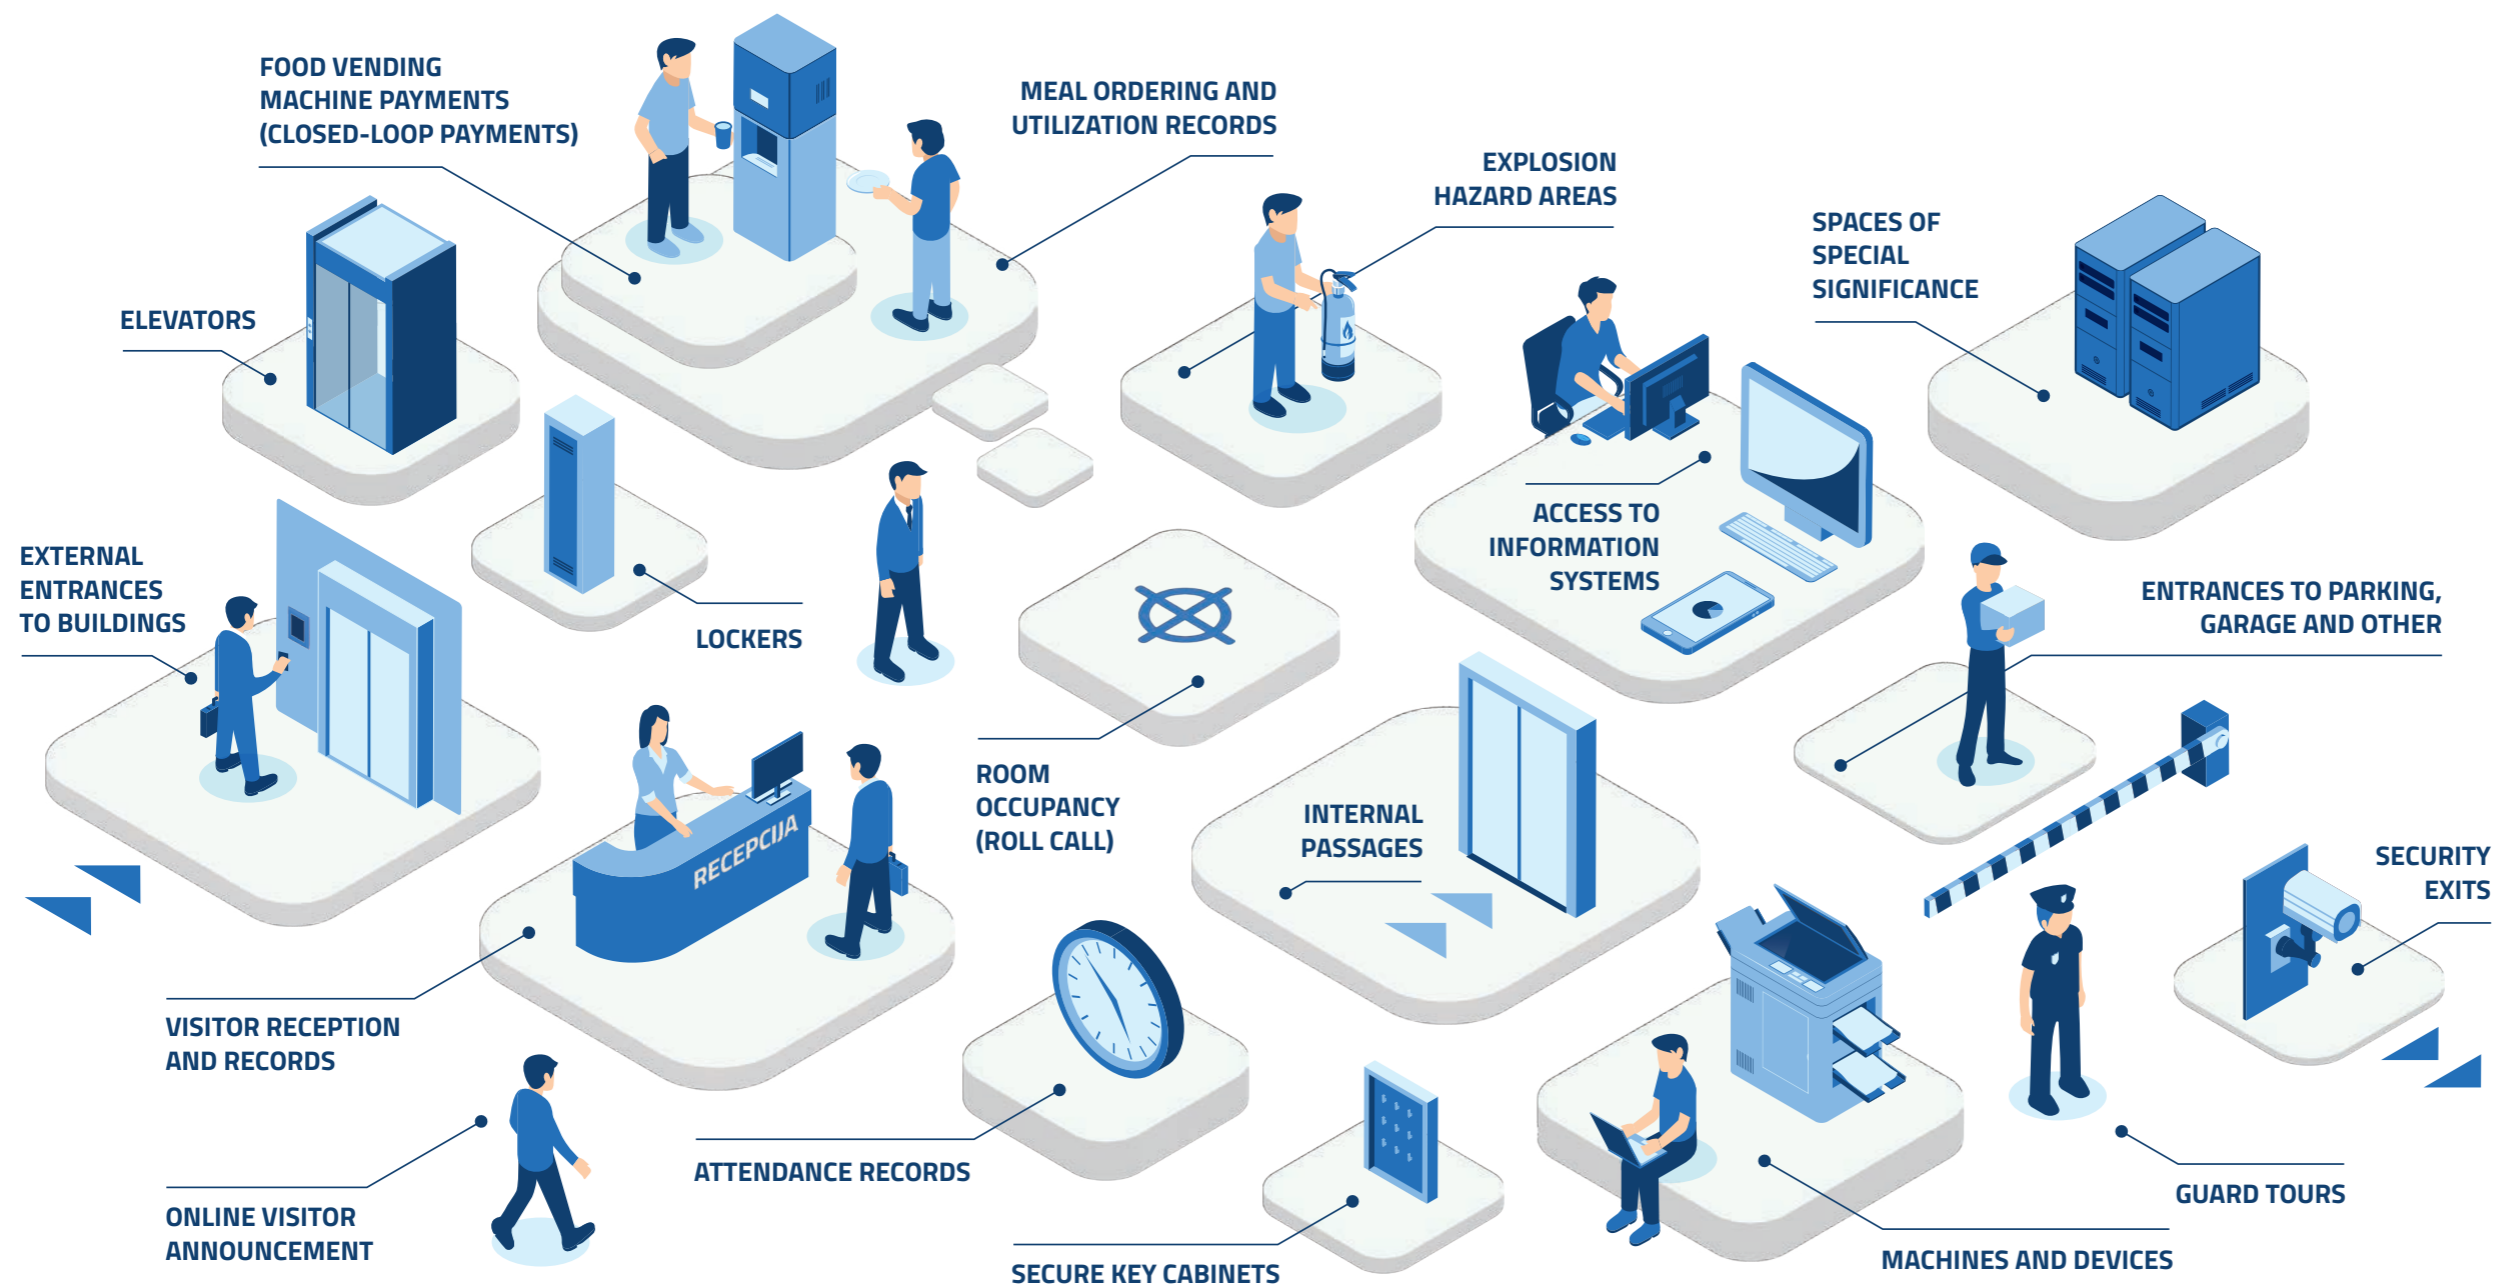 FOOD VENDING
MACHINE PAYMENTS
(CLOSED-LOOP PAYMENTS)
MEAL ORDERING AND
UTILIZATION RECORDS
EXPLOSION
HAZARD AREAS
SPACES OF
SPECIAL
SIGNIFICANCE
ELEVATORS
ACCESS TO
INFORMATION
SYSTEMS
EXTERNAL
ENTRANCES
TO BUILDINGS
LOCKERS
ENTRANCES TO PARKING,
GARAGE AND OTHER
ROOM
OCCUPANCY
(ROLL CALL)
INTERNAL
PASSAGES
RECEPCIJA
SECURITY
EXITS
VISITOR RECEPTION
AND RECORDS
ATTENDANCE RECORDS
GUARD TOURS
ONLINE VISITOR
ANNOUNCEMENT
SECURE KEY CABINETS
MACHINES AND DEVICES